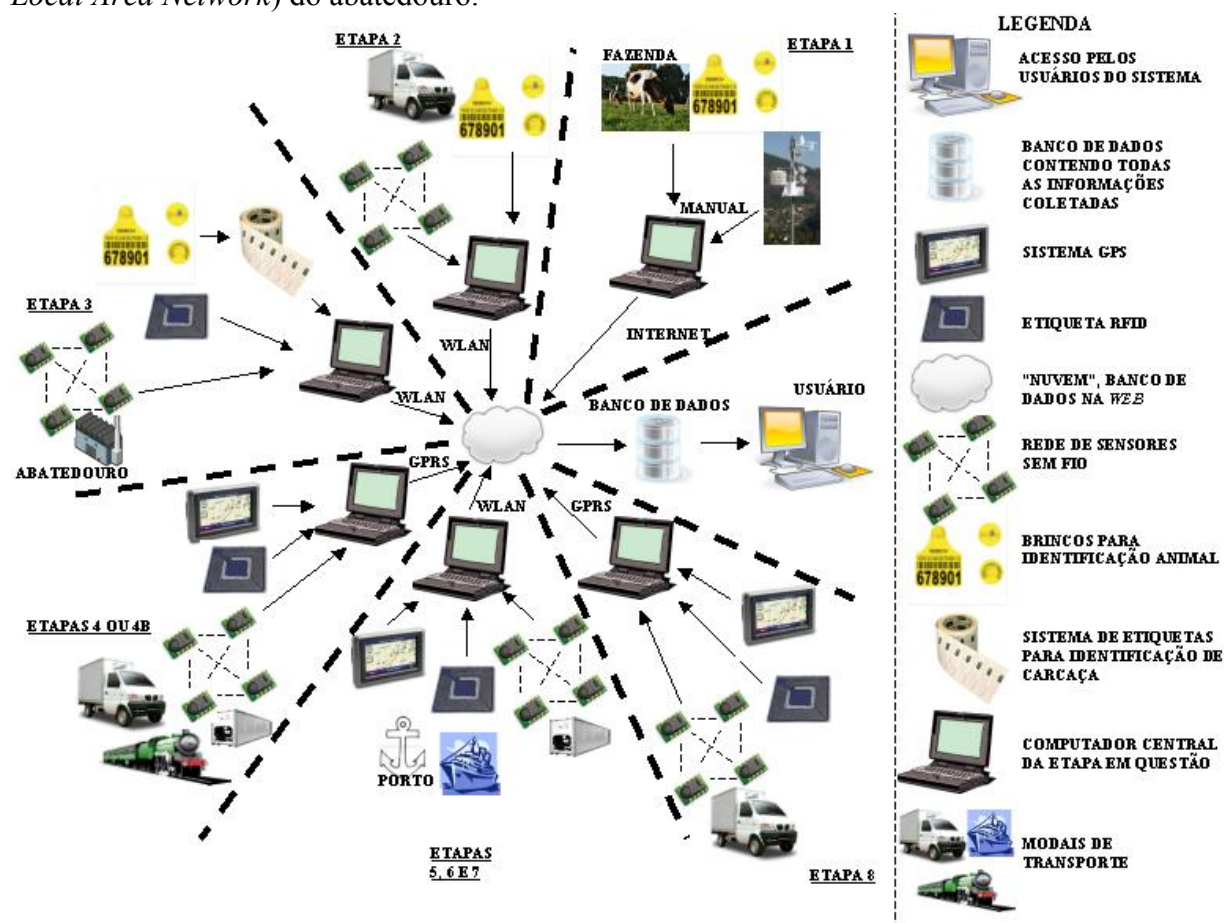 Local Area Network) do abatedouro.
ETAPA 2
FAZENDA
ETAPA 1
678901
678901
MANUAL
678901
ETAPA 3
WLAN
INTERNET
WLAN
BANCO DE DADOS
USUÁRIO
ABATEDOURO
GPRS
WLAN
GPRS
ETAPAS 4 OU 4B
PORTO
ETAPAS
5, 6 E 7
ETAPA 8
LEGENDA
ACESSO PELOS
USUÁRIOS DO SISTEMA
BANCO DE DADOS
CONTENDO TODAS
AS INFORMAÇÕES
COLETADAS
SISTEMA GPS
ETIQUETA RFID
"NUVEM", BANCO DE
DADOS NA WEB
REDE DE SENSORES
SEM FIO
678901
BRINCOS PARA
IDENTIFICAÇÃO ANIMAL
SISTEMA DE ETIQUETAS
PARA IDENTIFICAÇÃO DE
CARCAÇA
COMPUTADOR CENTRAL
DA ETAPA EM QUESTÃO
MODAIS DE
TRANSPORTE